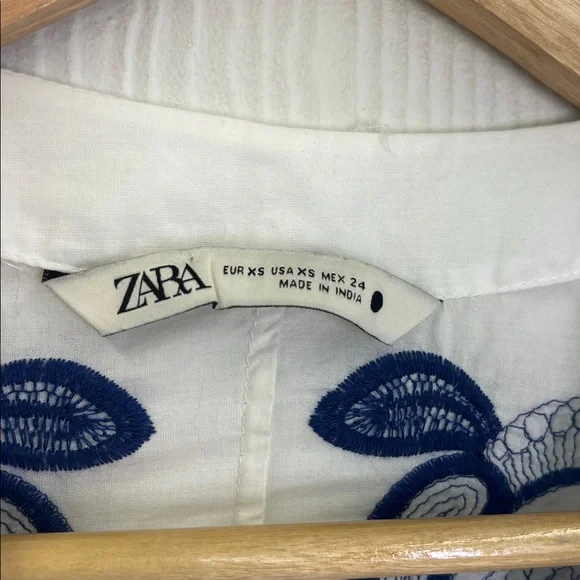 ZARA
EUR XS USA XS MEX 24
MADE IN INDIA